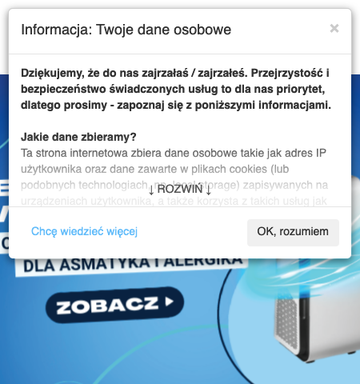 Informacja: Twoje dane osobowe
×
Dziękujemy, że do nas zajrzałaś / zajrzałeś. Przejrzystość i
bezpieczeństwo świadczonych usług to dla nas priorytet,
dlatego prosimy - zapoznaj się z poniższymi informacjami.
Jakie dane zbieramy?
Ta strona internetowa zbiera dane osobowe takie jak adres IP
użytkownika oraz dane zawarte w plikach cookies (lub
podobnych technologiach, np. local storage) zapisywanych na
↓ ROZWIŃ ↓
urządzeniach użytkownika, a także korzysta z takich usług jak
Chcę wiedzieć więcej
OK, rozumiem
DLA ASMATYKA I ALERGIKA
ZOBACZ